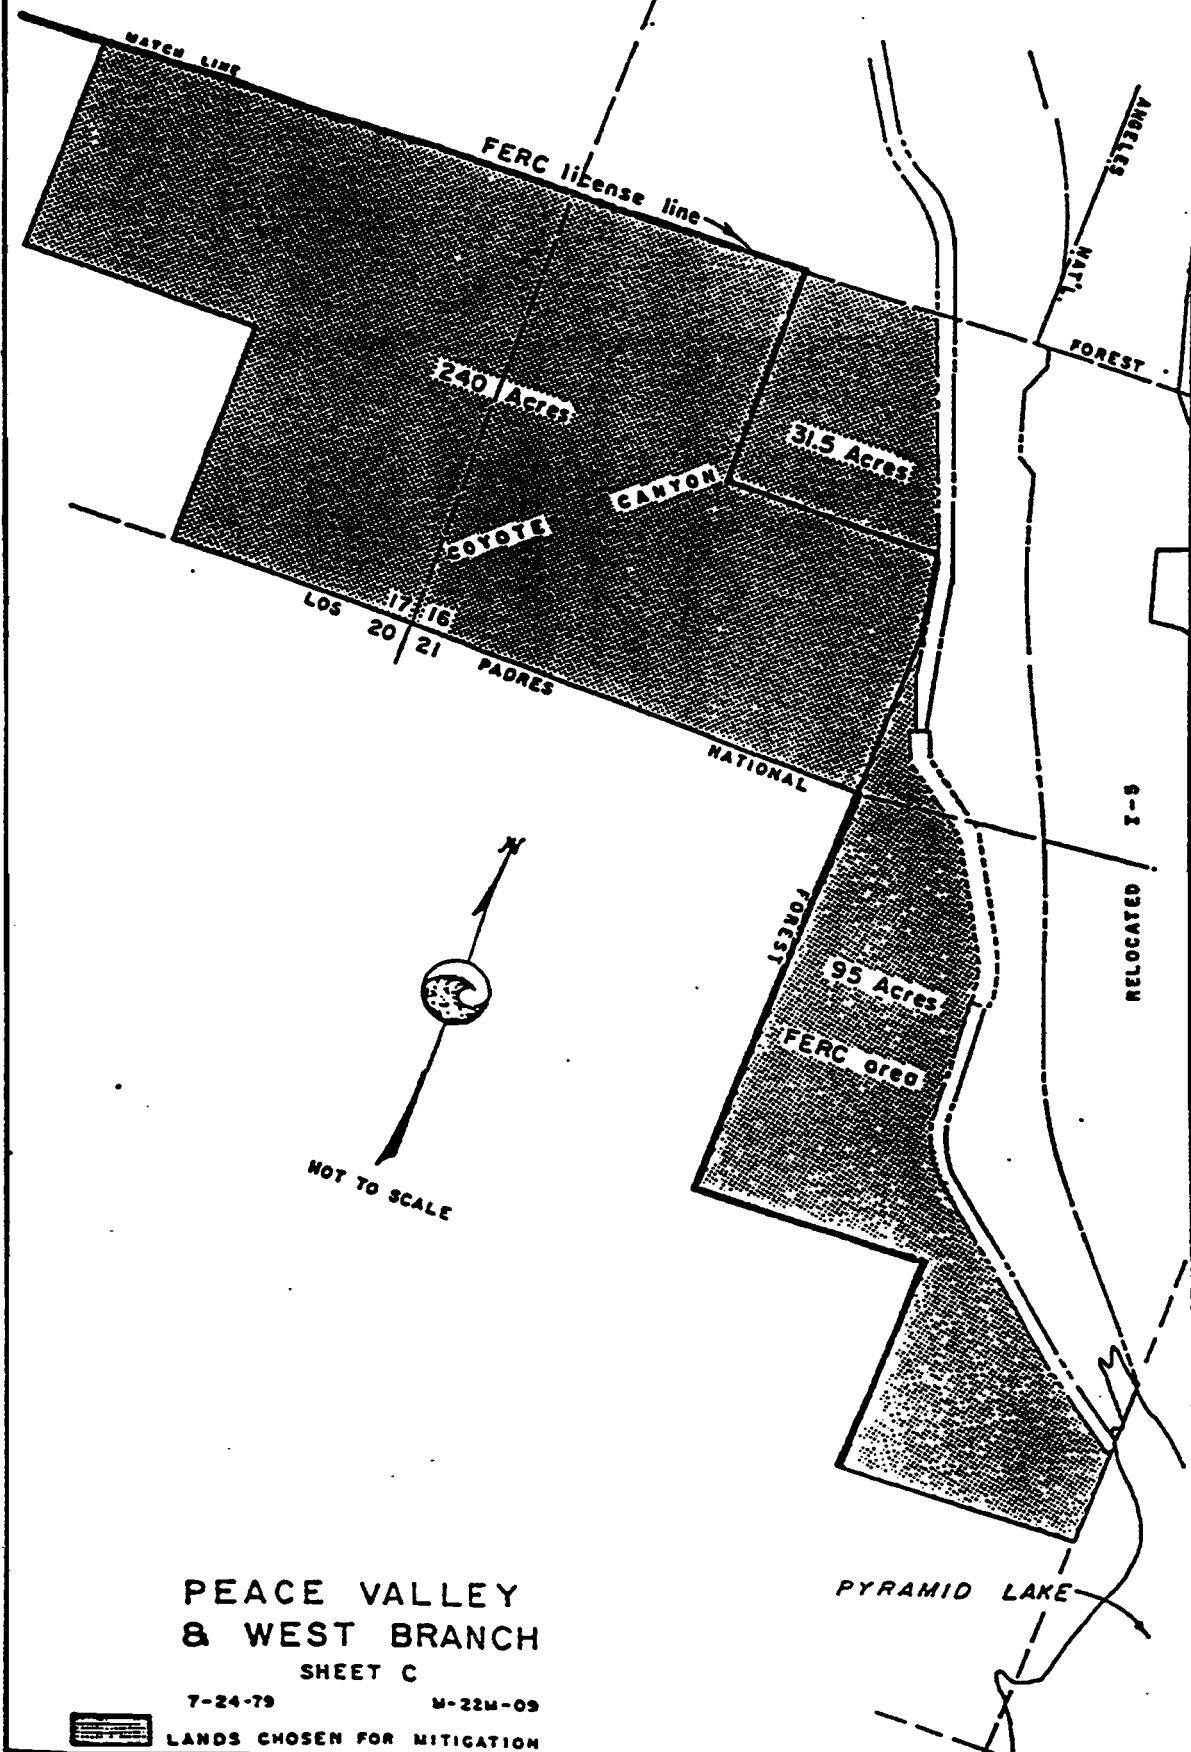 MATCH LINE
FERC license line
ANGELES
NAT'L.
FOREST
240 Acres
31.5 Acres
COYOTE CANYON
17 16
20 21
LOS PADRES NATIONAL
FOREST
RELOCATED I-5
N
95 Acres
FERC area
NOT TO SCALE
PYRAMID LAKE
PEACE VALLEY
& WEST BRANCH
SHEET C
7-24-79 M-22M-09
LANDS CHOSEN FOR MITIGATION